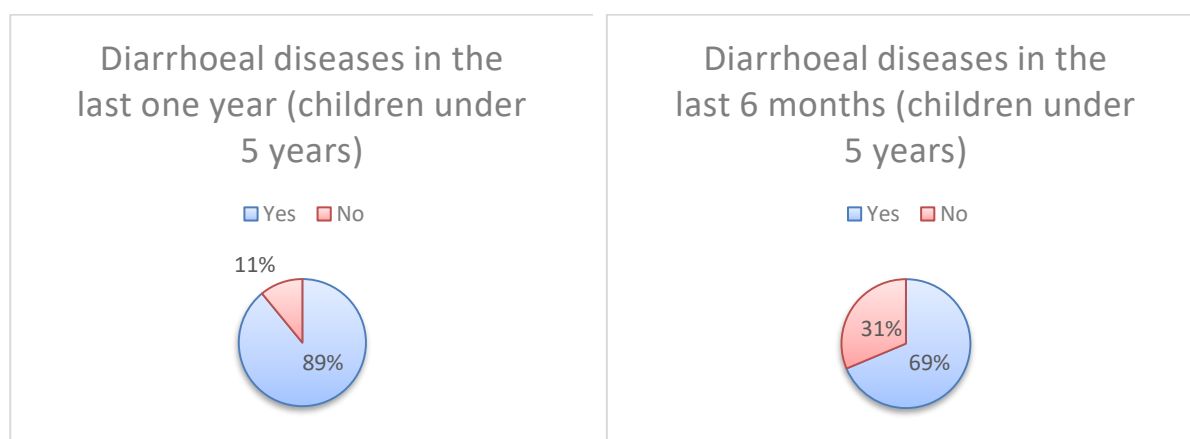 Diarrhoeal diseases in the
last one year (children under
5 years)
Yes No
11%
89%
Diarrhoeal diseases in the
last 6 months (children under
5 years)
Yes No
31%
69%